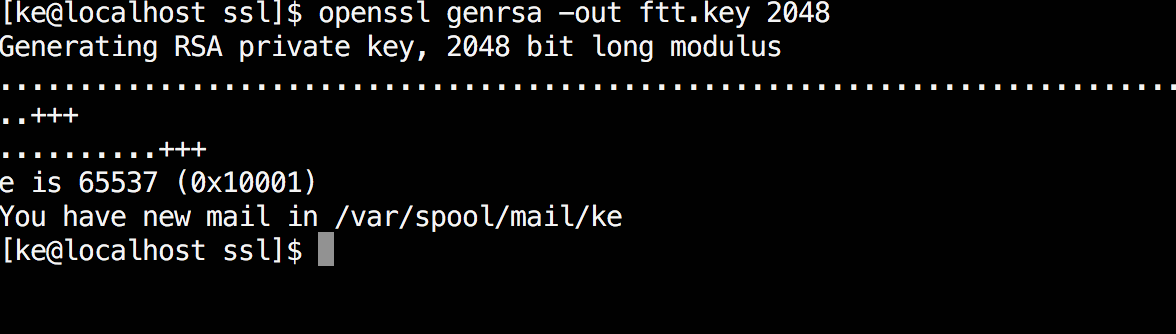 [ke@localhost ssl]$ openssl genrsa -out ftt.key 2048
Generating RSA private key, 2048 bit long modulus
.........................................................................
..+++
..........+++
e is 65537 (0x10001)
You have new mail in /var/spool/mail/ke
[ke@localhost ssl]$